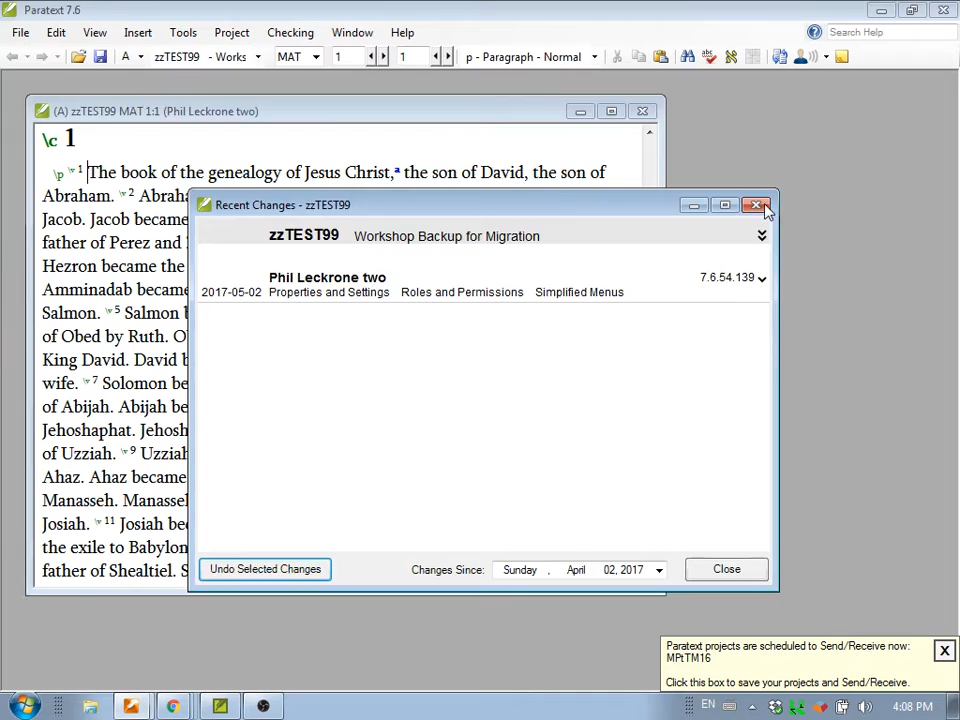 Paratext 7.6
File Edit View Insert Tools Project Checking Window Help
Search Help
A zzTEST99 - Works MAT 1 1 p - Paragraph - Normal
(A) zzTEST99 MAT 1:1 (Phil Leckrone two)
\c 1
\p \v 1 The book of the genealogy of Jesus Christ,a the son of David, the son of
Abraham. \v 2 Abraha
Jacob. Jacob became
father of Perez and
Hezron became the
Amminadab became
Salmon. \v 5 Salmon b
of Obed by Ruth. O
King David. David b
wife. \v 7 Solomon be
of Abijah. Abijah be
Jehoshaphat. Jehosh
of Uzziah. \v 9 Uzziah
Ahaz. Ahaz became
Manasseh. Manasseh
Josiah. \v 11 Josiah bec
the exile to Babylon
father of Shealtiel. S
Recent Changes - zzTEST99
zzTEST99 Workshop Backup for Migration
Phil Leckrone two 7.6.54.139
2017-05-02 Properties and Settings Roles and Permissions Simplified Menus
Undo Selected Changes Changes Since: Sunday , April 02, 2017 Close
Paratext projects are scheduled to Send/Receive now:
MPtTM16
Click this box to save your projects and Send/Receive.
X
EN 4:08 PM